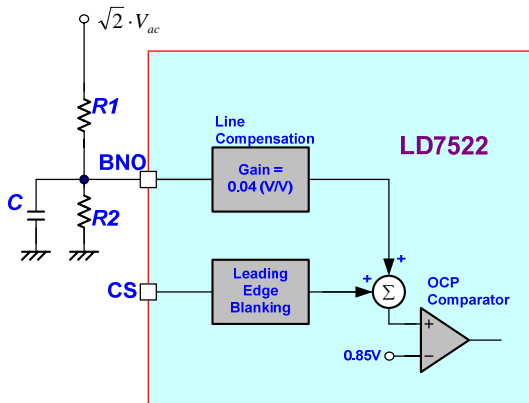 √2 · Vac
R1
Line
Compensation
LD7522
BNO
Gain =
0.04 (V/V)
C
R2
CS
Leading
Edge
Blanking
+
+
Σ
OCP
Comparator
+
0.85V
−